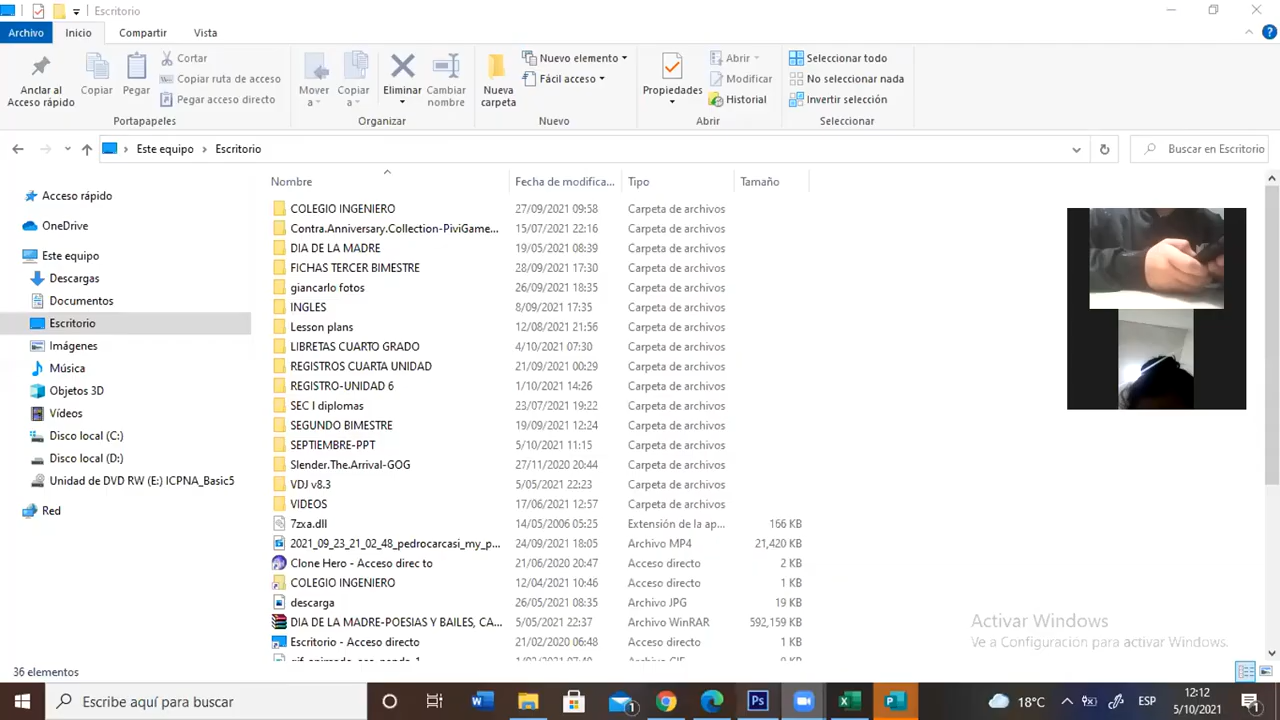 Escritorio
Archivo Inicio Compartir Vista
Anclar al Acceso rápido
Copiar
Pegar
Cortar
Copiar ruta de acceso
Pegar acceso directo
Portapapeles
Mover a
Copiar a
Eliminar
Cambiar nombre
Organizar
Nueva carpeta
Nuevo elemento
Fácil acceso
Nuevo
Propiedades
Abrir
Modificar
Historial
Abrir
Seleccionar todo
No seleccionar nada
Invertir selección
Seleccionar
Este equipo > Escritorio
Buscar en Escritorio
Acceso rápido
OneDrive
Este equipo
Descargas
Documentos
Escritorio
Imágenes
Música
Objetos 3D
Vídeos
Disco local (C:)
Disco local (D:)
Unidad de DVD RW (E:) ICPNA_Basic5
Red
Nombre Fecha de modifica... Tipo Tamaño
COLEGIO INGENIERO 27/09/2021 09:58 Carpeta de archivos
Contra.Anniversary.Collection-PiviGame... 15/07/2021 22:16 Carpeta de archivos
DIA DE LA MADRE 19/05/2021 08:39 Carpeta de archivos
FICHAS TERCER BIMESTRE 28/09/2021 17:30 Carpeta de archivos
giancarlo fotos 26/09/2021 18:35 Carpeta de archivos
INGLES 8/09/2021 17:35 Carpeta de archivos
Lesson plans 12/08/2021 21:56 Carpeta de archivos
LIBRETAS CUARTO GRADO 4/10/2021 07:30 Carpeta de archivos
REGISTROS CUARTA UNIDAD 21/09/2021 00:29 Carpeta de archivos
REGISTRO-UNIDAD 6 1/10/2021 14:26 Carpeta de archivos
SEC I diplomas 23/07/2021 19:22 Carpeta de archivos
SEGUNDO BIMESTRE 19/09/2021 12:24 Carpeta de archivos
SEPTIEMBRE-PPT 5/10/2021 11:15 Carpeta de archivos
Slender.The.Arrival-GOG 27/11/2020 20:44 Carpeta de archivos
VDJ v8.3 5/05/2021 22:23 Carpeta de archivos
VIDEOS 17/06/2021 12:57 Carpeta de archivos
7zxa.dll 14/05/2006 05:25 Extensión de la ap... 166 KB
2021_09_23_21_02_48_pedrocarcasi_my_p... 24/09/2021 18:05 Archivo MP4 21,420 KB
Clone Hero - Acceso direc to 21/06/2020 20:47 Acceso directo 2 KB
COLEGIO INGENIERO 12/04/2021 10:46 Acceso directo 1 KB
descarga 26/05/2021 08:35 Archivo JPG 19 KB
DIA DE LA MADRE-POESIAS Y BAILES, CA... 5/05/2021 22:37 Archivo WinRAR 592,159 KB
Escritorio - Acceso directo 21/02/2020 06:48 Acceso directo 1 KB
Activar Windows
Ve a Configuración para activar Windows.
36 elementos
Escribe aquí para buscar
18°C
ESP
12:12
5/10/2021